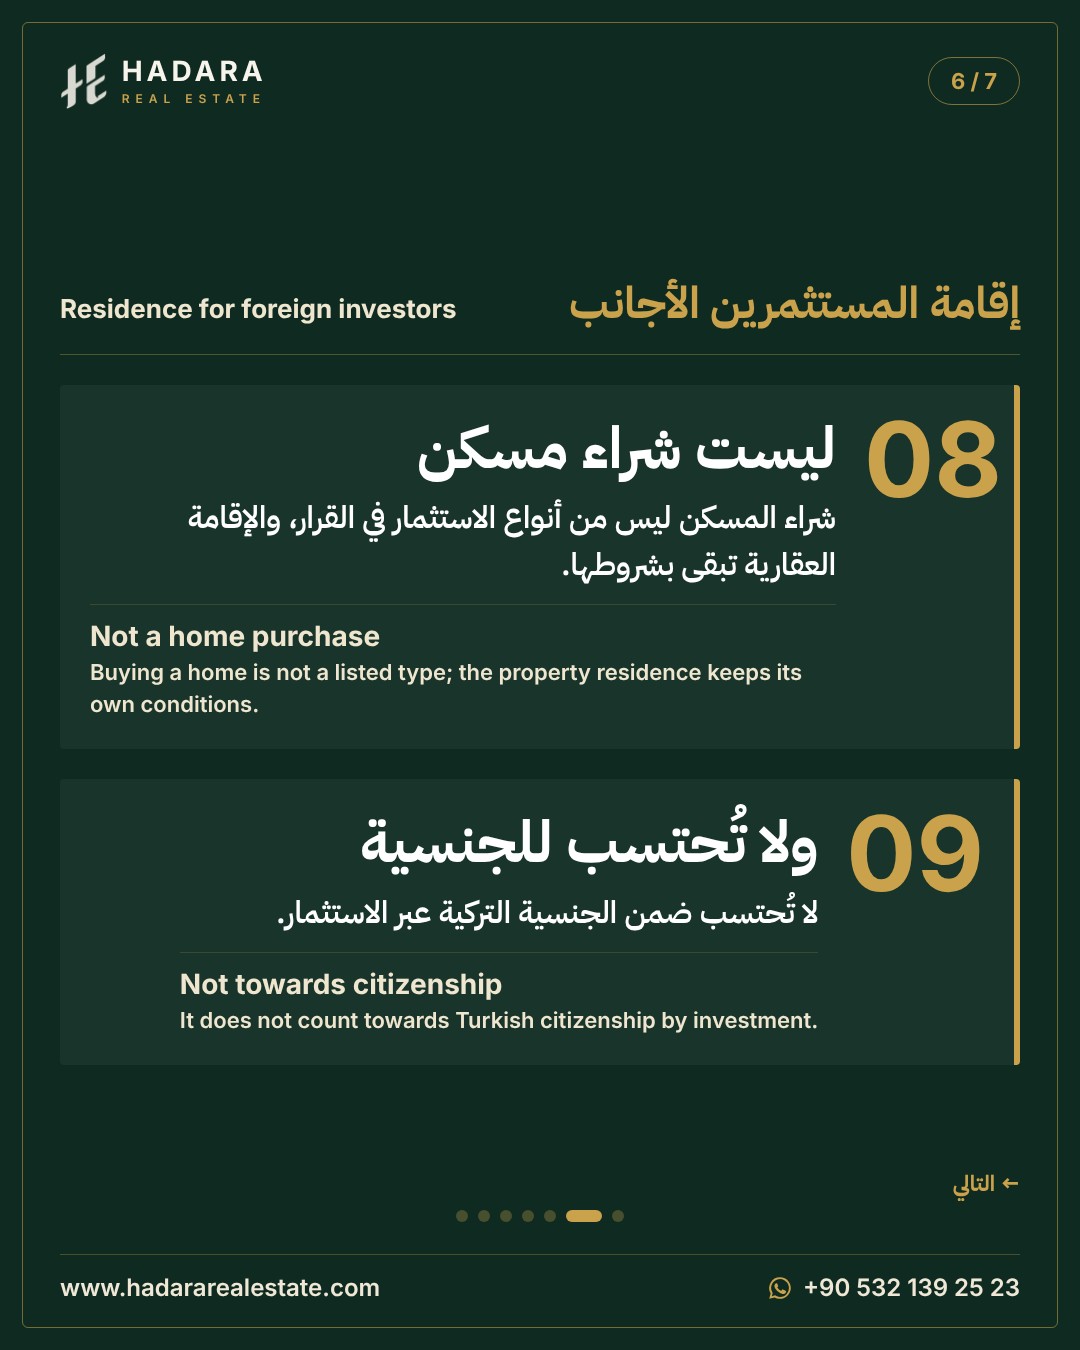 HADARA
REAL ESTATE
6 / 7
إقامة المستثمرين الأجانب
Residence for foreign investors
08
ليست شراء مسكن
شراء المسكن ليس من أنواع الاستثمار في القرار، والإقامة
العقارية تبقى بشروطها.
Not a home purchase
Buying a home is not a listed type; the property residence keeps its
own conditions.
09
ولا تُحتسب للجنسية
لا تُحتسب ضمن الجنسية التركية عبر الاستثمار.
Not towards citizenship
It does not count towards Turkish citizenship by investment.
← التالي
www.hadararealestate.com
+90 532 139 25 23